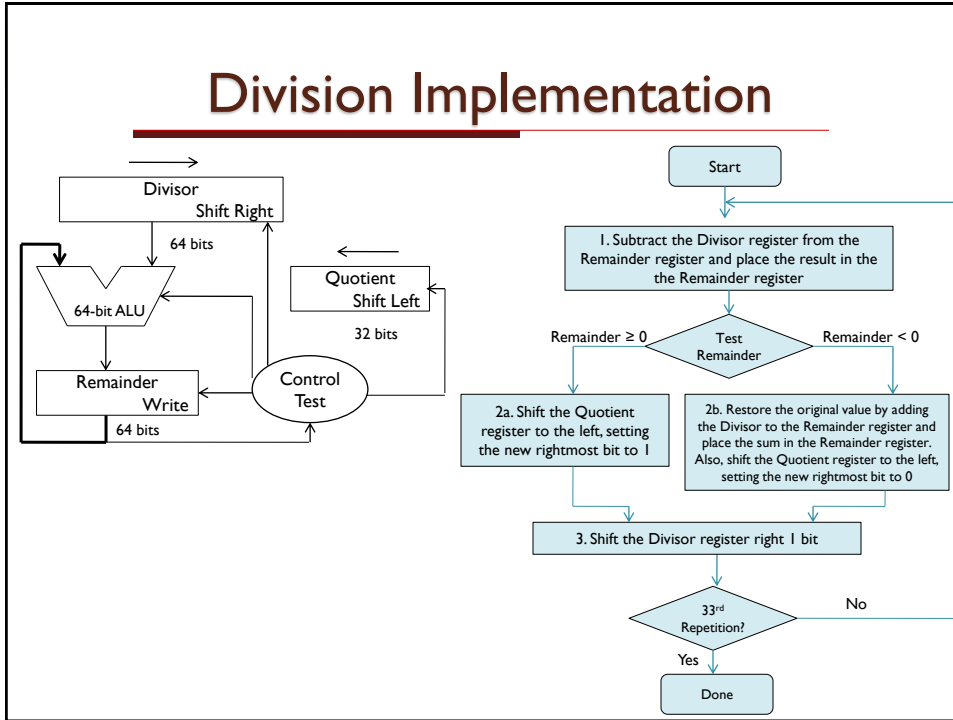 Division Implementation
Divisor
Shift Right
64 bits
64-bit ALU
Quotient
Shift Left
32 bits
Remainder
Write
64 bits
Control
Test
Start
1. Subtract the Divisor register from the
Remainder register and place the result in the
the Remainder register
Remainder ≥ 0
Test
Remainder
Remainder < 0
2a. Shift the Quotient
register to the left, setting
the new rightmost bit to 1
2b. Restore the original value by adding
the Divisor to the Remainder register and
place the sum in the Remainder register.
Also, shift the Quotient register to the left,
setting the new rightmost bit to 0
3. Shift the Divisor register right 1 bit
33rd
Repetition?
No
Yes
Done